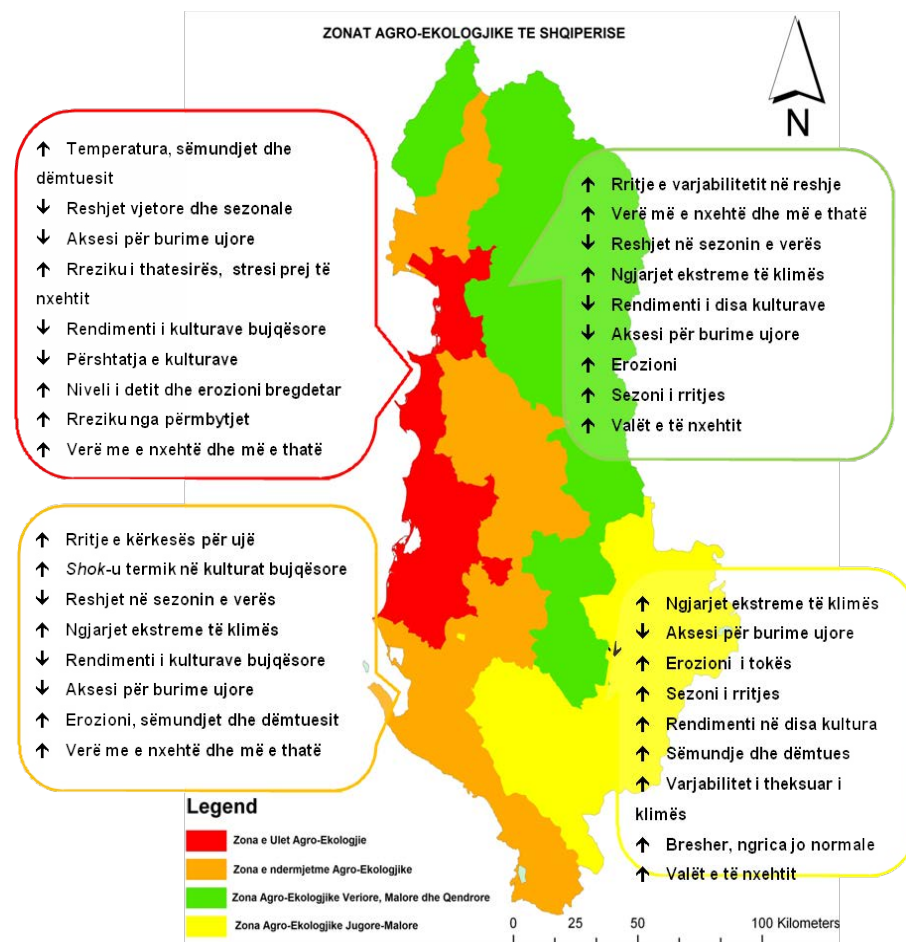 ZONAT AGRO-EKOLOGJIKE TE SHQIPERISE
N
↑ Temperatura, sëmundjet dhe
dëmtuesit
↓ Reshjet vjetore dhe sezonale
↓ Aksesi për burime ujore
↑ Rreziku i thatesirës, stresi prej të
nxehtit
↓ Rendimenti i kulturave bujqësore
↓ Përshtatja e kulturave
↑ Niveli i detit dhe erozioni bregdetar
↑ Rreziku nga përmbytjet
↑ Verë me e nxehtë dhe më e thatë
↑ Rritje e varjabilitetit në reshje
↑ Verë më e nxehtë dhe më e thatë
↓ Reshjet në sezonin e verës
↑ Ngjarjet ekstreme të klimës
↓ Rendimenti i disa kulturave
↓ Aksesi për burime ujore
↑ Erozioni
↑ Sezoni i rritjes
↑ Valët e të nxehtit
↑ Rritje e kërkesës për ujë
↑ Shok-u termik në kulturat bujqësore
↓ Reshjet në sezonin e verës
↑ Ngjarjet ekstreme të klimës
↓ Rendimenti i kulturave bujqësore
↓ Aksesi për burime ujore
↑ Erozioni, sëmundjet dhe dëmtuesit
↑ Verë me e nxehtë dhe më e thatë
↑ Ngjarjet ekstreme të klimës
↓ Aksesi për burime ujore
↑ Erozioni i tokës
↑ Sezoni i rritjes
↑ Rendimenti në disa kultura
↑ Sëmundje dhe dëmtues
↑ Varjabilitet i theksuar i
klimës
↑ Bresher, ngrica jo normale
↑ Valët e të nxehtit
Legend
Zona e Ulet Agro-Ekologjie
Zona e ndermjetme Agro-Ekologjike
Zona Agro-Ekologjike Veriore, Malore dhe Qendrore
Zona Agro-Ekologjike Jugore-Malore
0 25 50 100 Kilometers